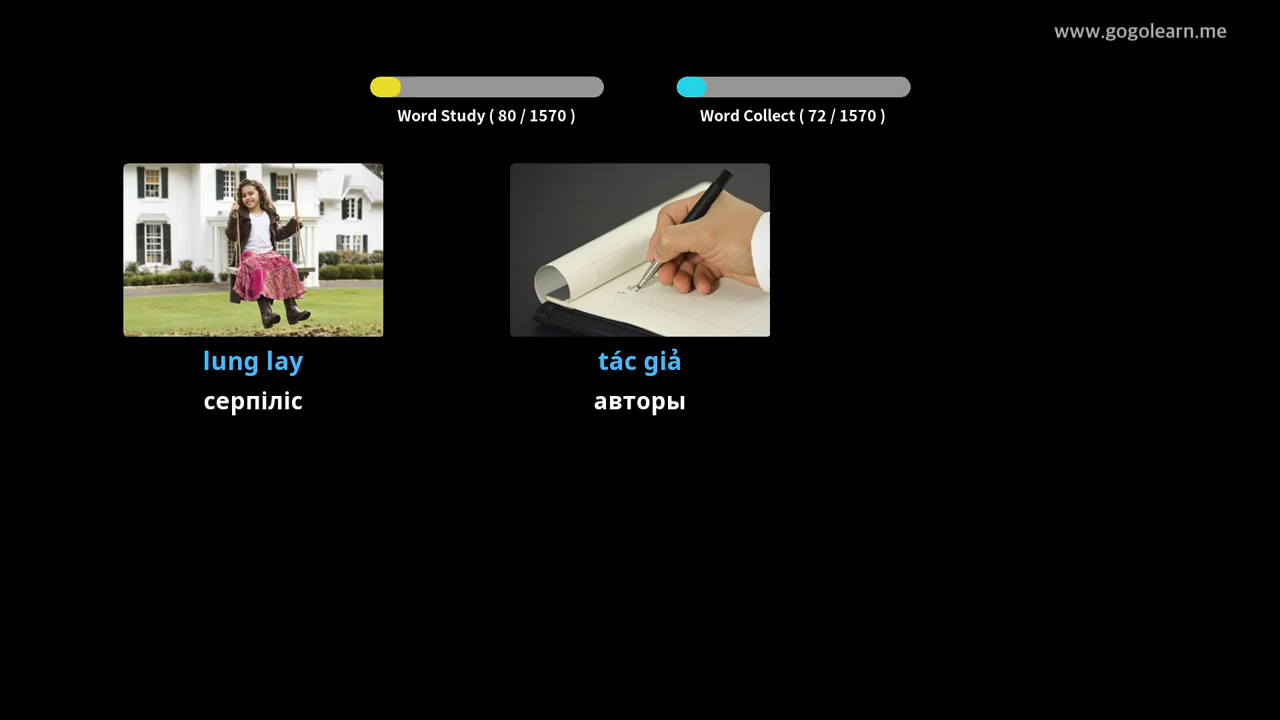 www.gogolearn.me
Word Study ( 80 / 1570 )
Word Collect ( 72 / 1570 )
lung lay
серпіліс
tác giả
авторы